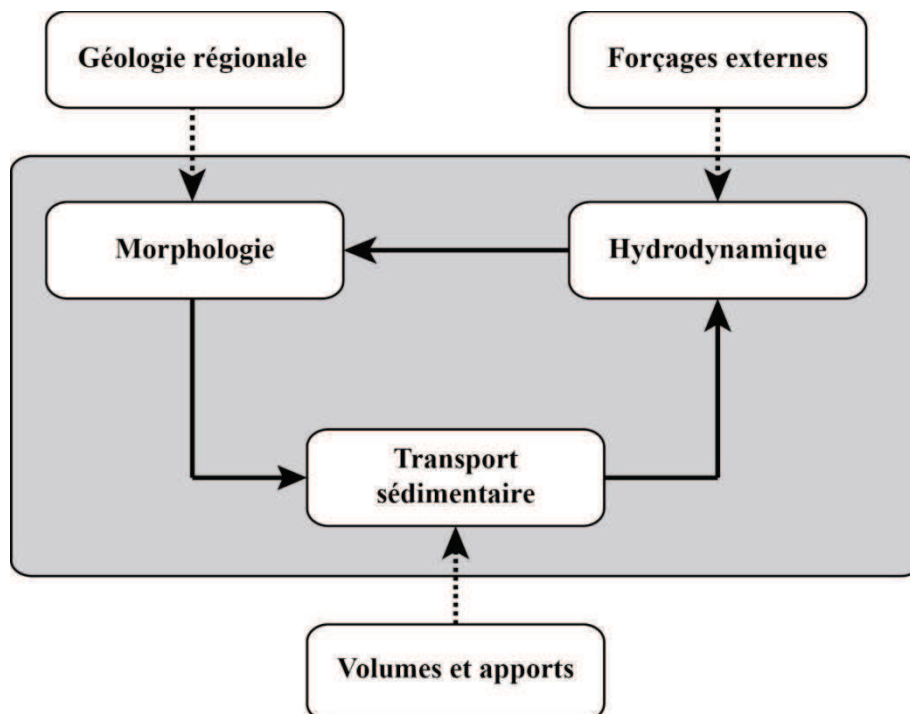 Géologie régionale
Forçages externes
Morphologie
Hydrodynamique
Transport
sédimentaire
Volumes et apports